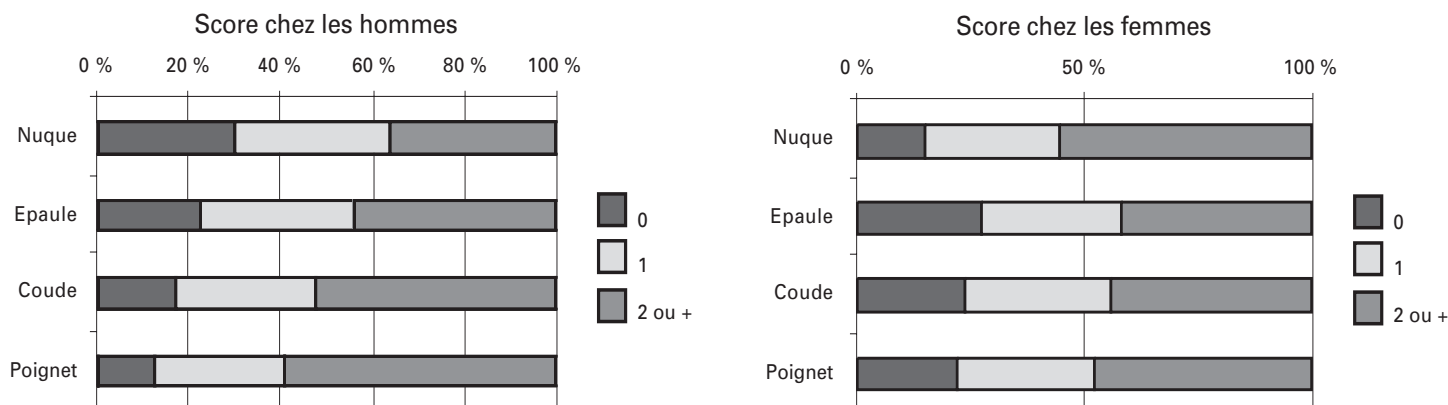 Score chez les hommes
0 % 20 % 40 % 60 % 80 % 100 %
Nuque
Epaule
Coude
Poignet
0
1
2 ou +
Score chez les femmes
0 % 50 % 100 %
Nuque
Epaule
Coude
Poignet
0
1
2 ou +